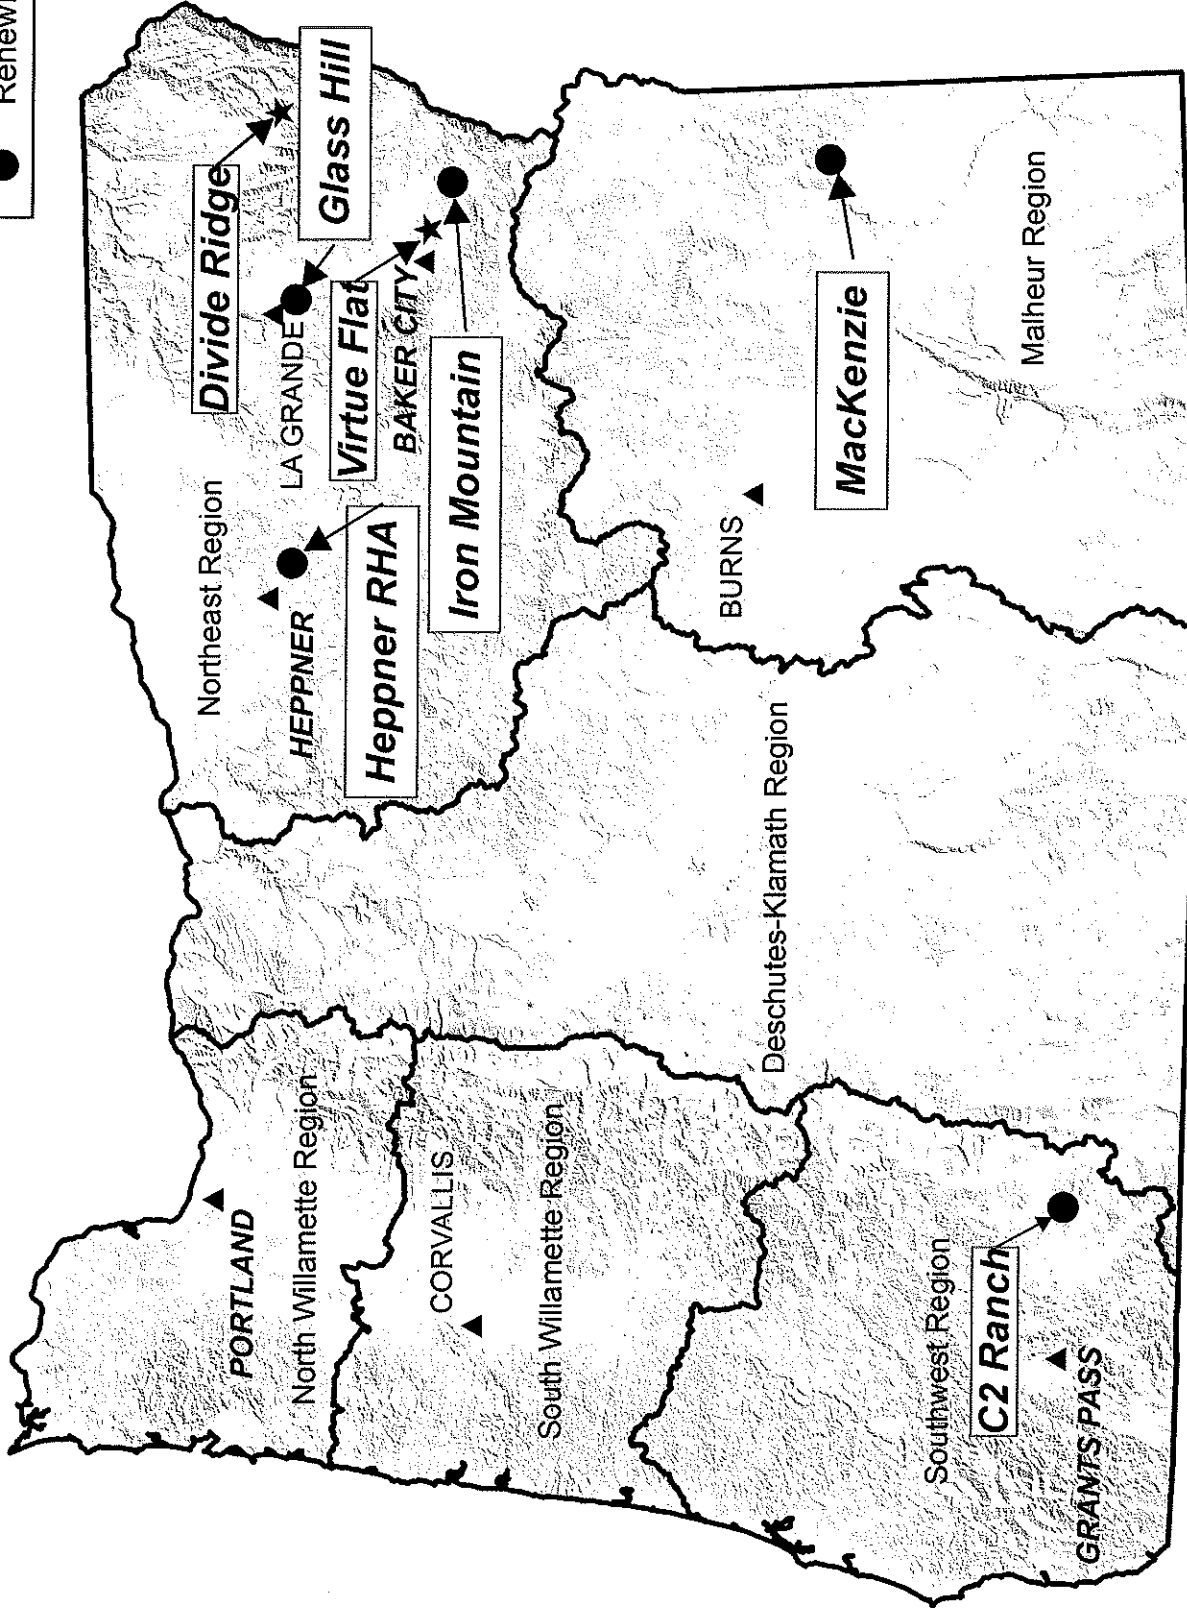 Renew
Divide Ridge
Glass Hill
LA GRANDE
Virtue Flat
BAKER CITY
Iron Mountain
Northeast Region
HEPPNER
Heppner RHA
BURNS
MacKenzie
Malheur Region
Deschutes-Klamath Region
PORTLAND
North Willamette Region
CORVALLIS
South Willamette Region
Southwest Region
C2 Ranch
GRANTS PASS